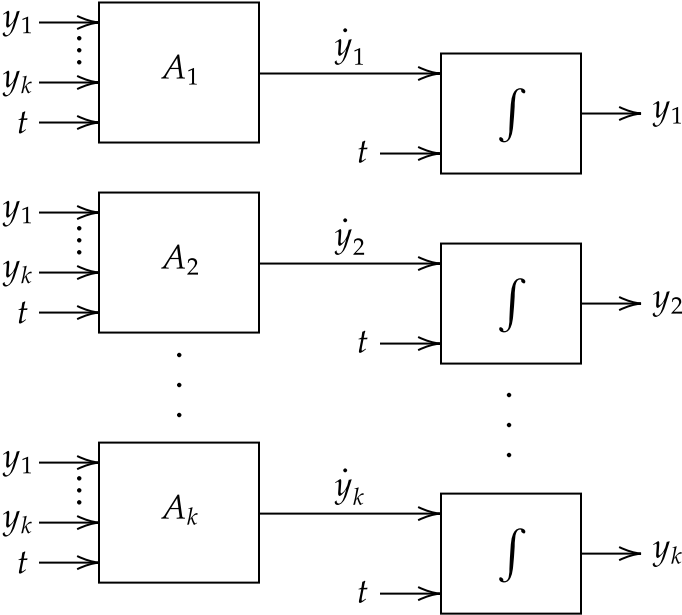 y₁
⋮
yₖ
t
A₁
ẏ₁
t
∫
y₁
y₁
⋮
yₖ
t
A₂
ẏ₂
t
∫
y₂
⋮
⋮
y₁
⋮
yₖ
t
Aₖ
ẏₖ
t
∫
yₖ